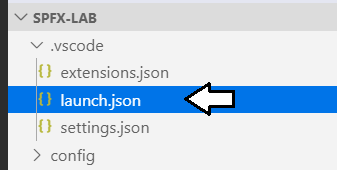 SPFX-LAB
.vscode
{} extensions.json
{} launch.json
{} settings.json
config